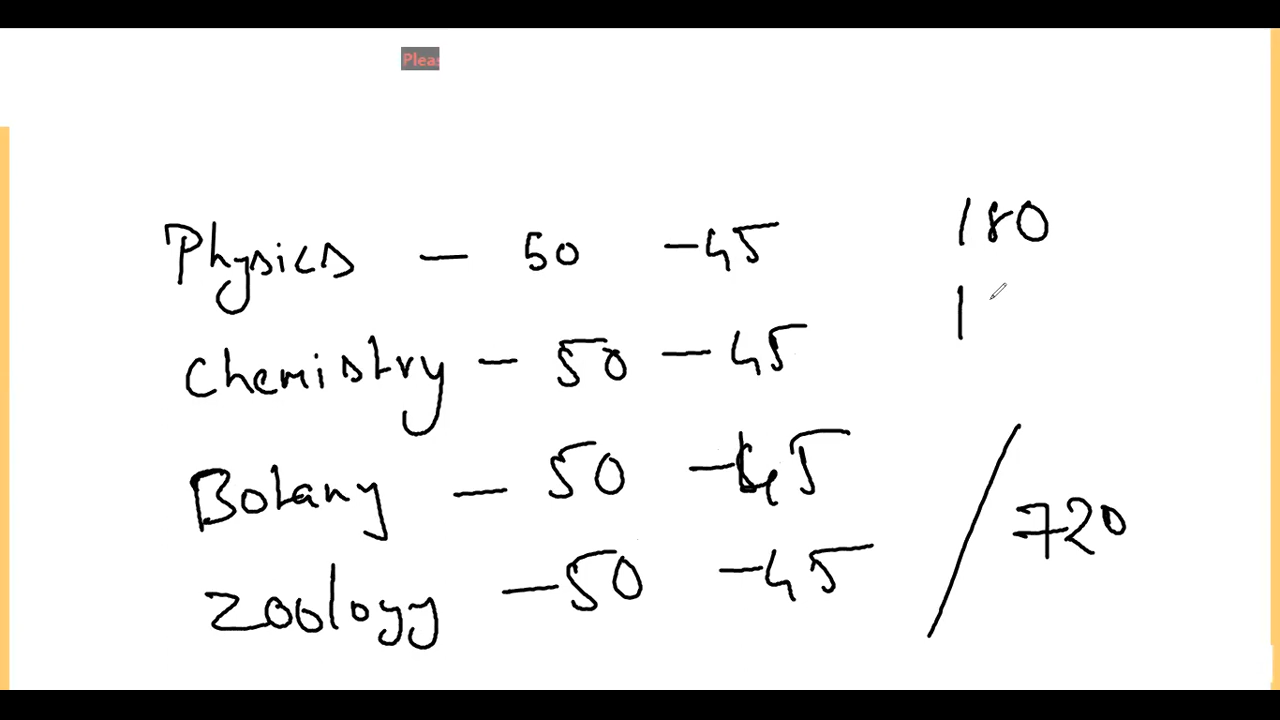 Pleas
Physics — 50 — 45 180
1
Chemistry — 50 — 45
Botany — 50 — 45
Zoology — 50 — 45 / 720